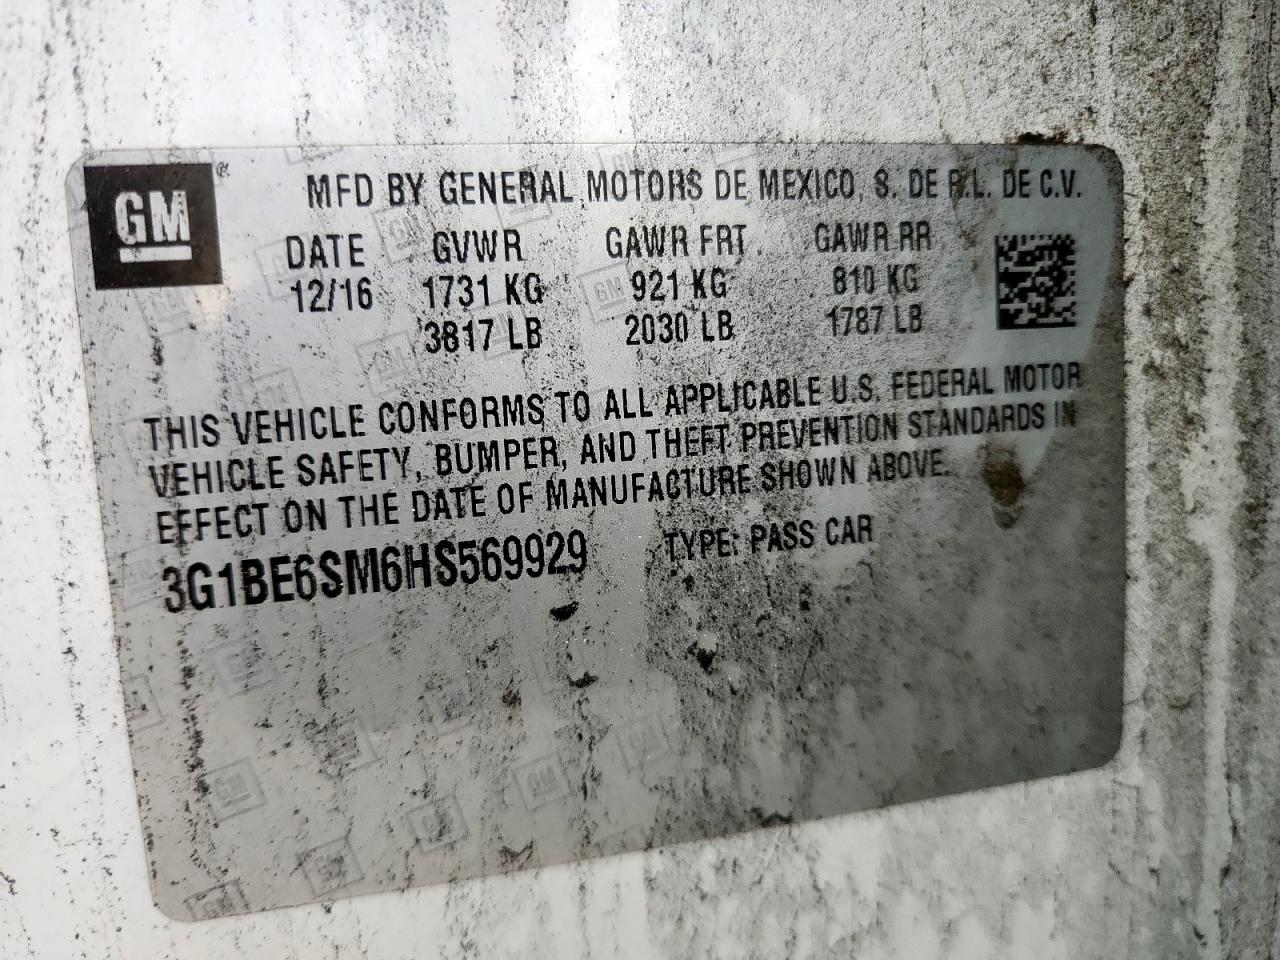 GM ®
MFD BY GENERAL MOTORS DE MEXICO, S. DE R.L. DE C.V.
DATE GVWR GAWR FRT GAWR RR
12/16 1731 KG 921 KG 810 KG
3817 LB 2030 LB 1787 LB
THIS VEHICLE CONFORMS TO ALL APPLICABLE U.S. FEDERAL MOTOR
VEHICLE SAFETY, BUMPER, AND THEFT PREVENTION STANDARDS IN
EFFECT ON THE DATE OF MANUFACTURE SHOWN ABOVE.
3G1BE6SM6HS569929 TYPE: PASS CAR